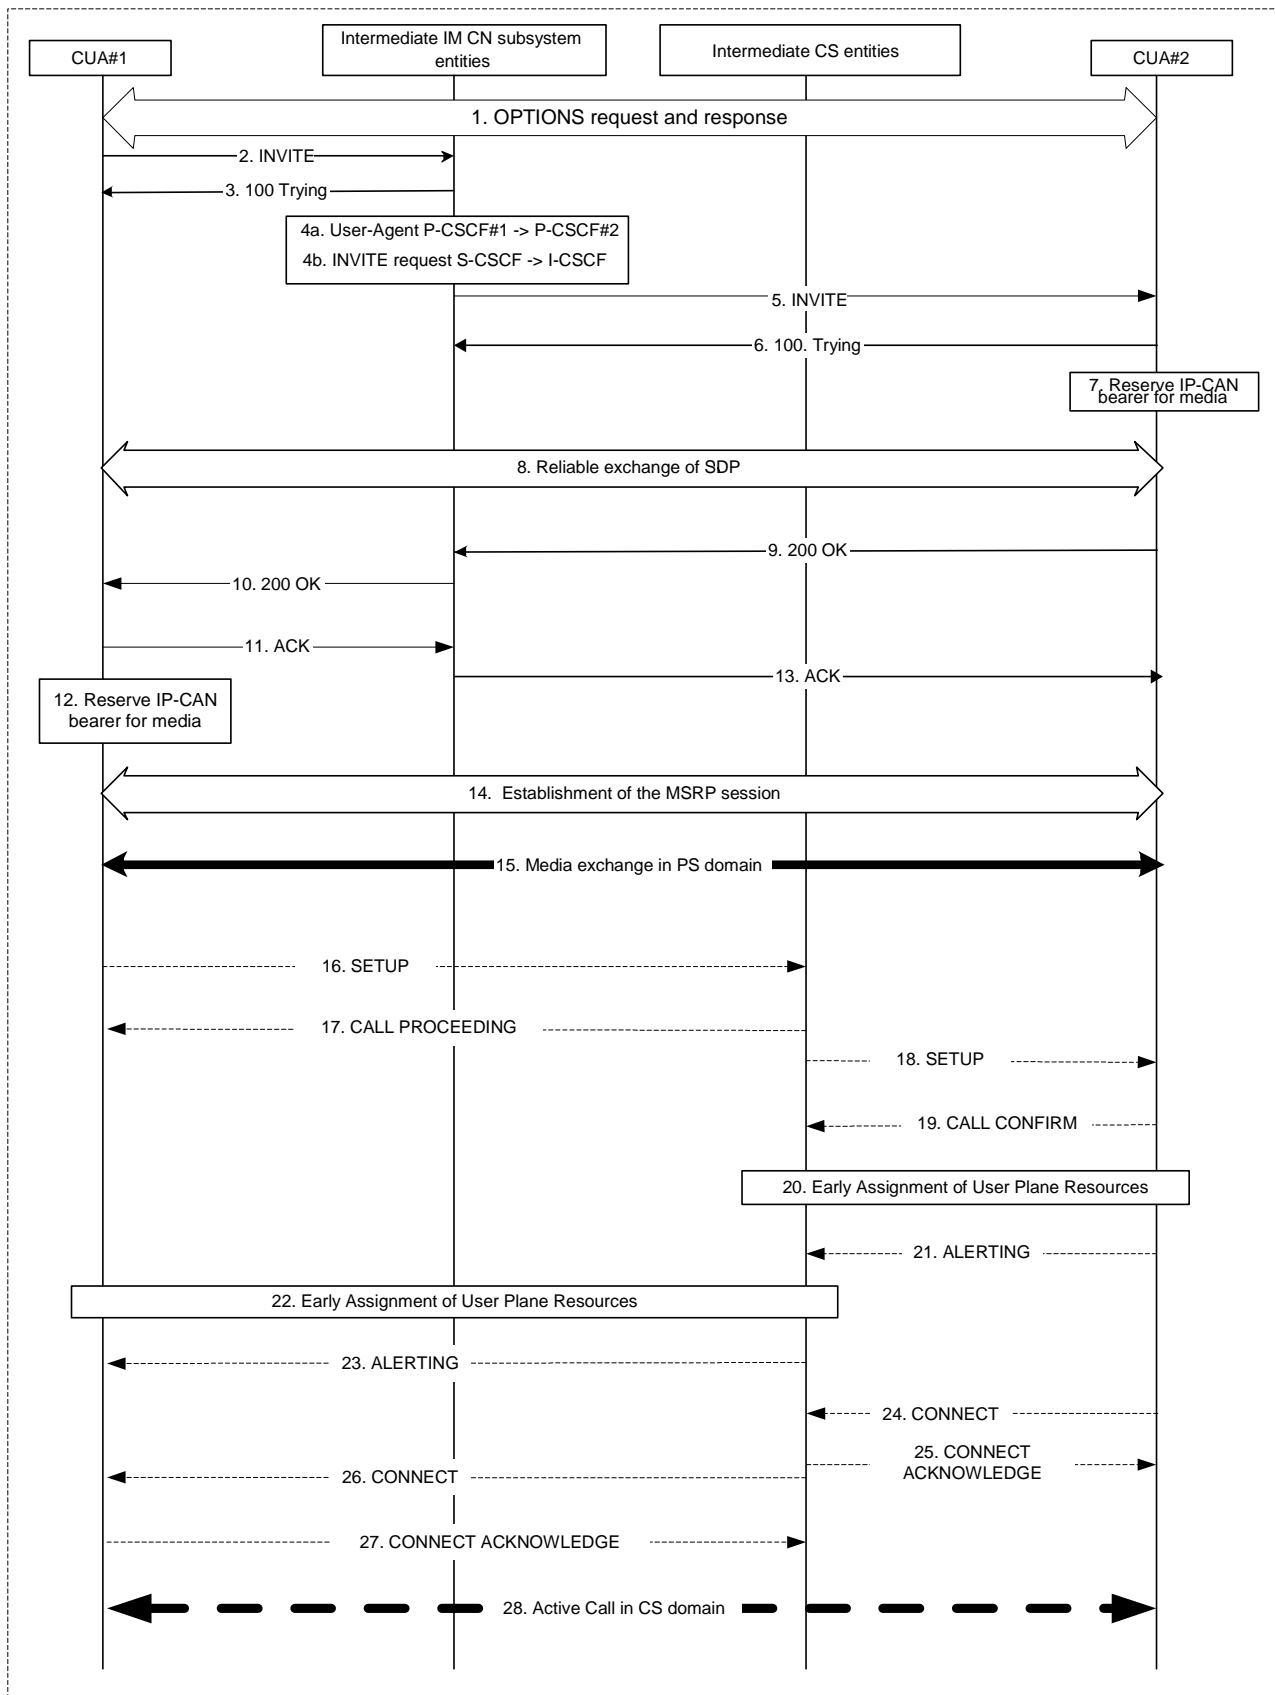 CUA#1
Intermediate IM CN subsystem
entities
Intermediate CS entities
CUA#2
1. OPTIONS request and response
2. INVITE
3. 100 Trying
4a. User-Agent P-CSCF#1 -> P-CSCF#2
4b. INVITE request S-CSCF -> I-CSCF
5. INVITE
6. 100. Trying
7. Reserve IP-CAN
bearer for media
8. Reliable exchange of SDP
9. 200 OK
10. 200 OK
11. ACK
13. ACK
12. Reserve IP-CAN
bearer for media
14. Establishment of the MSRP session
15. Media exchange in PS domain
16. SETUP
17. CALL PROCEEDING
18. SETUP
19. CALL CONFIRM
20. Early Assignment of User Plane Resources
21. ALERTING
22. Early Assignment of User Plane Resources
23. ALERTING
24. CONNECT
25. CONNECT
ACKNOWLEDGE
26. CONNECT
27. CONNECT ACKNOWLEDGE
28. Active Call in CS domain